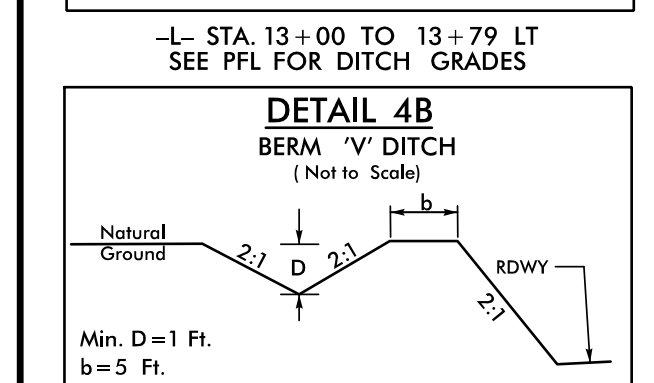 –L– STA. 13+00 TO 13+79 LT
SEE PFL FOR DITCH GRADES
DETAIL 4B
BERM 'V' DITCH
( Not to Scale)
b
Natural
Ground
2:1
D
2:1
RDWY
2:1
Min. D=1 Ft.
b=5 Ft.